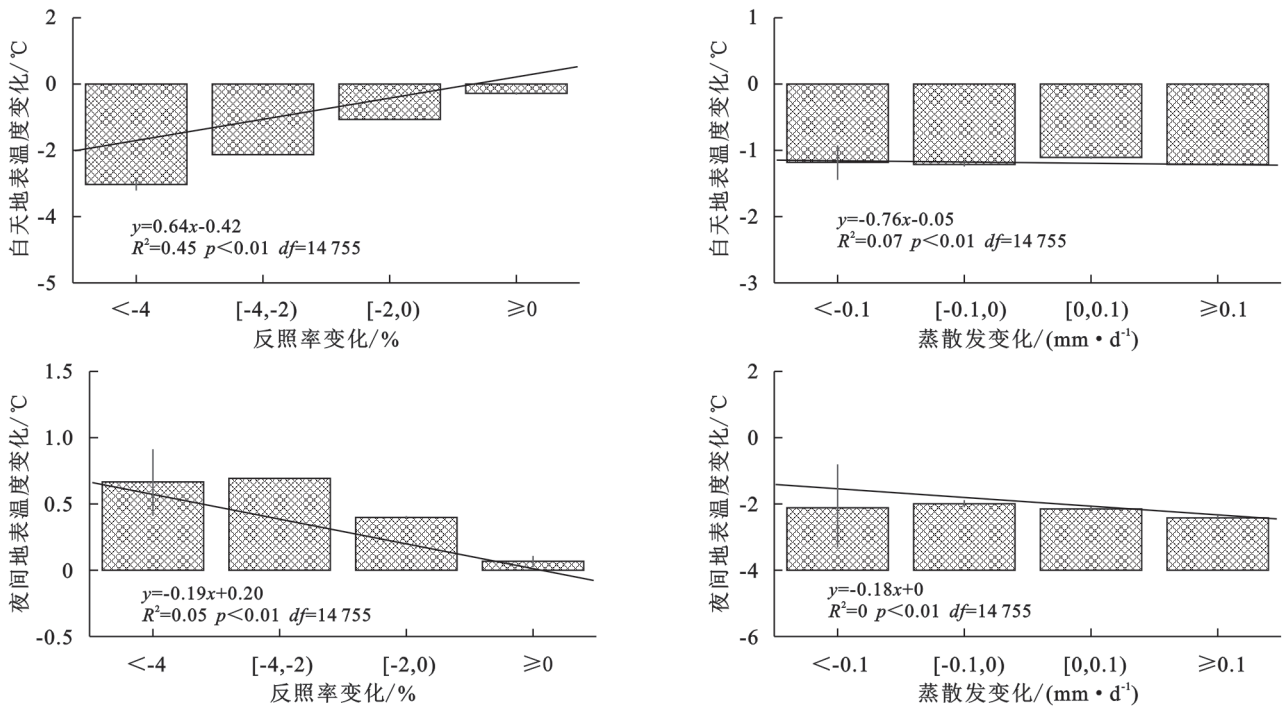 白天地表温度变化/℃
2
0
-2
-4
-5
y=0.64x-0.42
R²=0.45 p＜0.01 df=14 755
＜-4 [-4,-2) [-2,0) ≥0
反照率变化/%
白天地表温度变化/℃
1
0
-1
-2
-3
y=-0.76x-0.05
R²=0.07 p＜0.01 df=14 755
＜-0.1 [-0.1,0) [0,0.1) ≥0.1
蒸散发变化/(mm·d⁻¹)
夜间地表温度变化/℃
1.5
1.0
0.5
0
-0.5
y=-0.19x+0.20
R²=0.05 p＜0.01 df=14 755
＜-4 [-4,-2) [-2,0) ≥0
反照率变化/%
夜间地表温度变化/℃
2
0
-2
-4
-6
y=-0.18x+0
R²=0 p＜0.01 df=14 755
＜-0.1 [-0.1,0) [0,0.1) ≥0.1
蒸散发变化/(mm·d⁻¹)